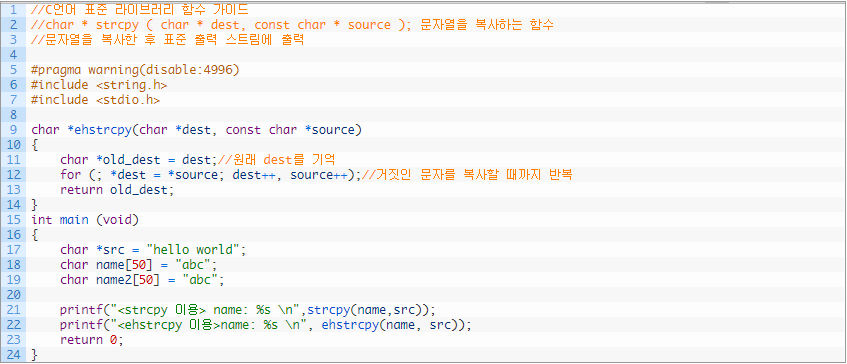 1 //C언어 표준 라이브러리 함수 가이드
2 //char * strcpy ( char * dest, const char * source ); 문자열을 복사하는 함수
3 //문자열을 복사한 후 표준 출력 스트림에 출력
4
5 #pragma warning(disable:4996)
6 #include <string.h>
7 #include <stdio.h>
8
9 char *ehstrcpy(char *dest, const char *source)
10 {
11     char *old_dest = dest;//원래 dest를 기억
12     for (; *dest = *source; dest++, source++);//거짓인 문자를 복사할 때까지 반복
13     return old_dest;
14 }
15 int main (void)
16 {
17     char *src = "hello world";
18     char name[50] = "abc";
19     char name2[50] = "abc";
20
21     printf("<strcpy 이용> name: %s \n",strcpy(name,src));
22     printf("<ehstrcpy 이용>name: %s \n", ehstrcpy(name, src));
23     return 0;
24 }